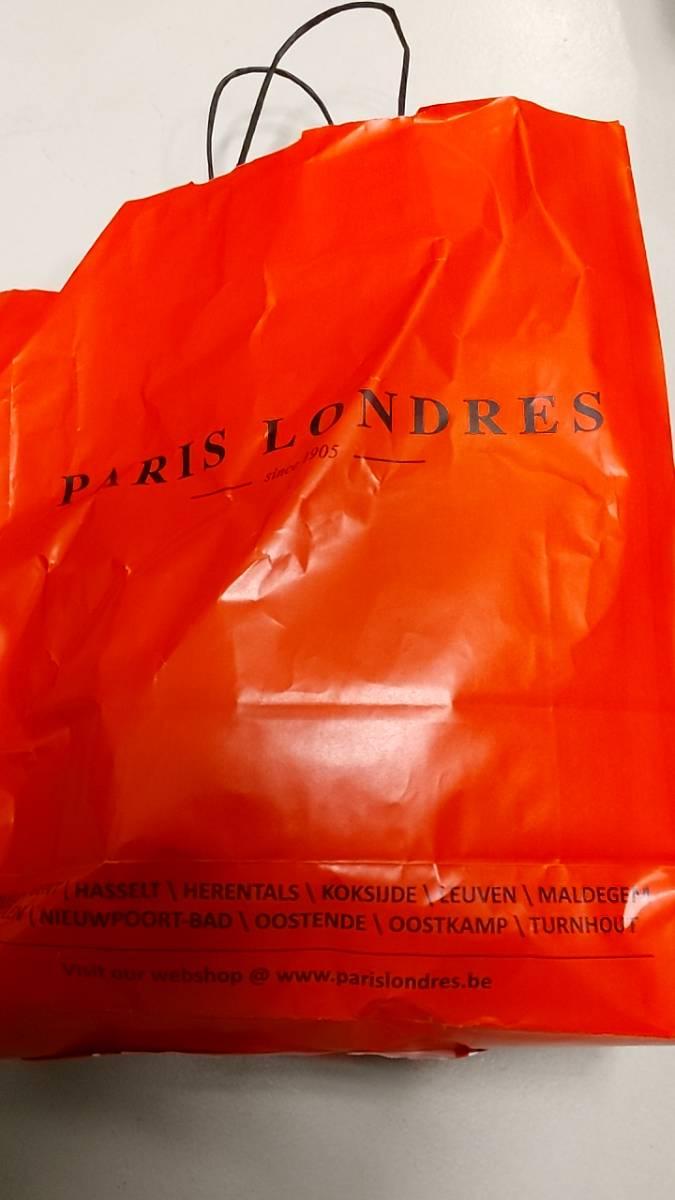 PARIS LONDRES
since 1905
\ HASSELT \ HERENTALS \ KOKSIJDE \ LEUVEN \ MALDEGEM
\ NIEUWPOORT-BAD \ OOSTENDE \ OOSTKAMP \ TURNHOUT
Visit our webshop @ www.parislondres.be